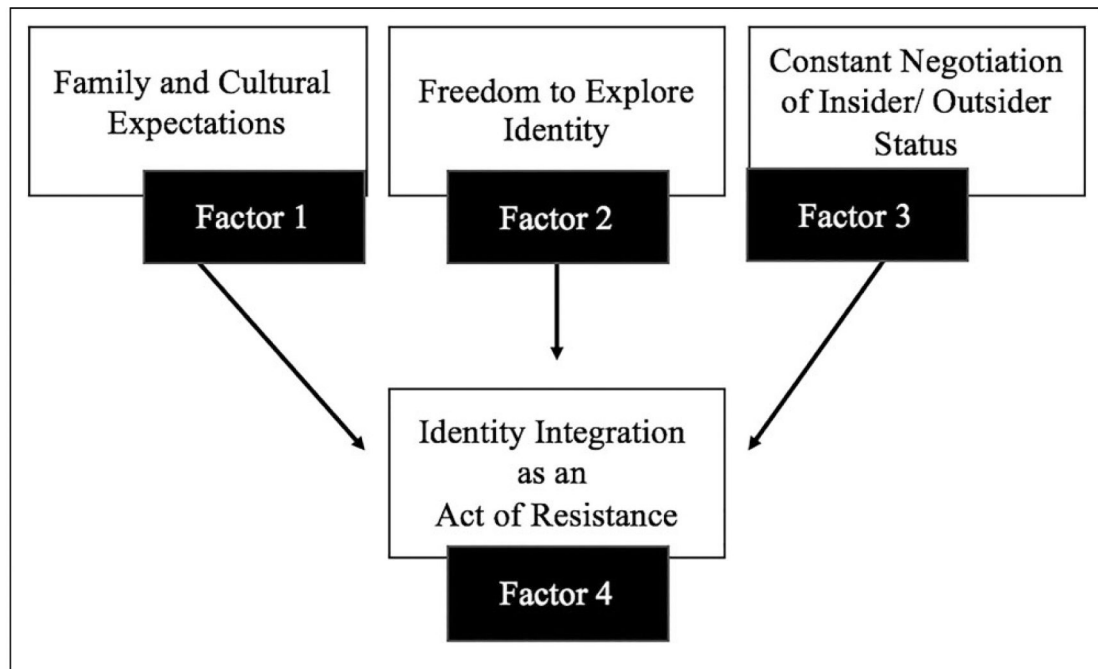 Family and Cultural
Expectations
Factor 1
Freedom to Explore
Identity
Factor 2
Constant Negotiation
of Insider/ Outsider
Status
Factor 3
Identity Integration
as an
Act of Resistance
Factor 4